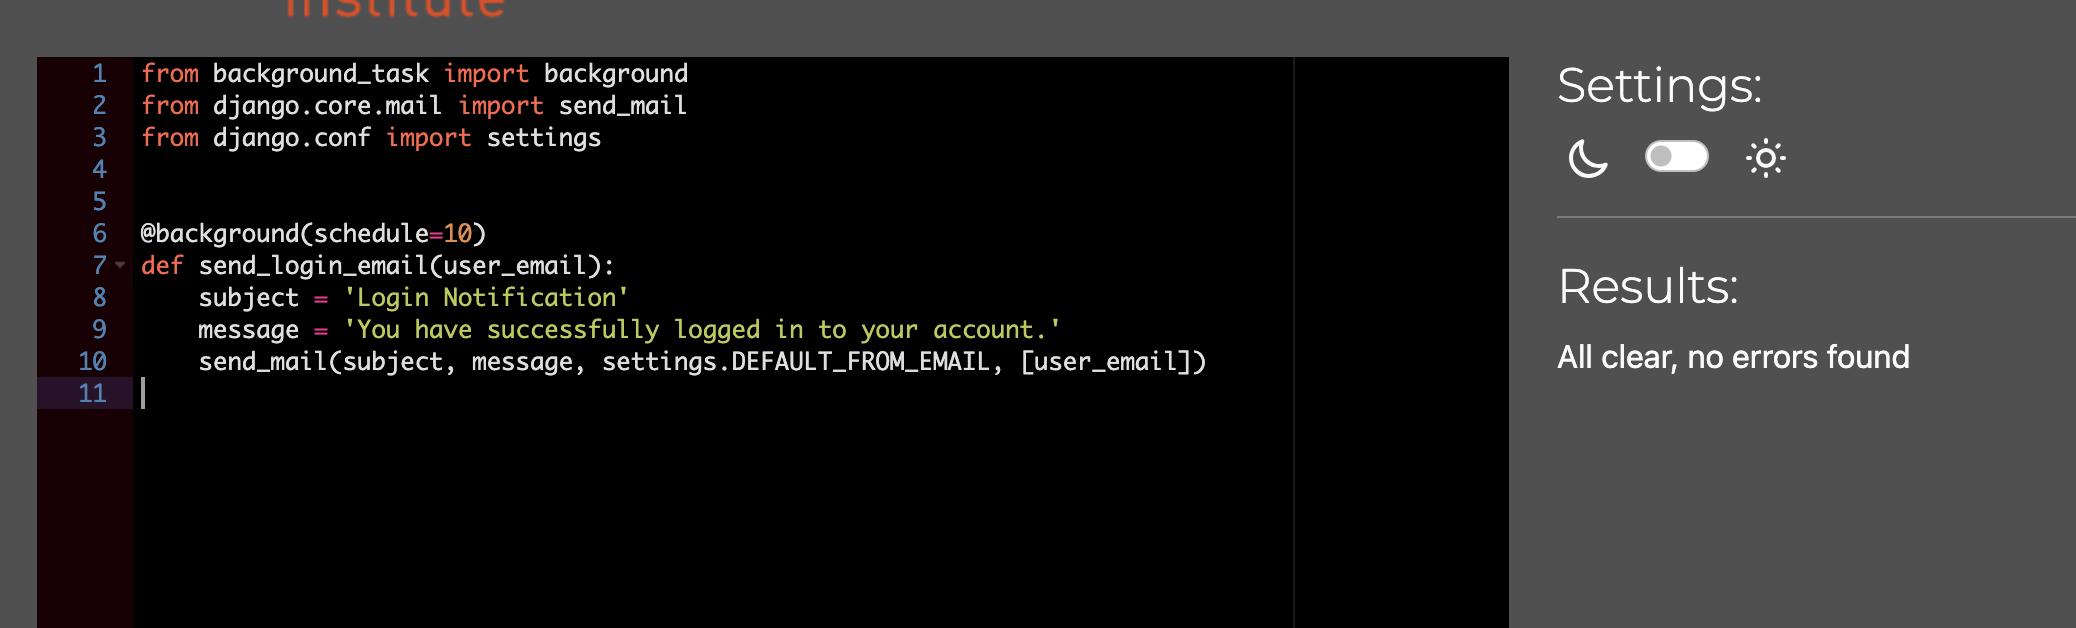 institute
1 from background_task import background
2 from django.core.mail import send_mail
3 from django.conf import settings
4
5
6 @background(schedule=10)
7 def send_login_email(user_email):
8     subject = 'Login Notification'
9     message = 'You have successfully logged in to your account.'
10     send_mail(subject, message, settings.DEFAULT_FROM_EMAIL, [user_email])
11
Settings:
Results:
All clear, no errors found